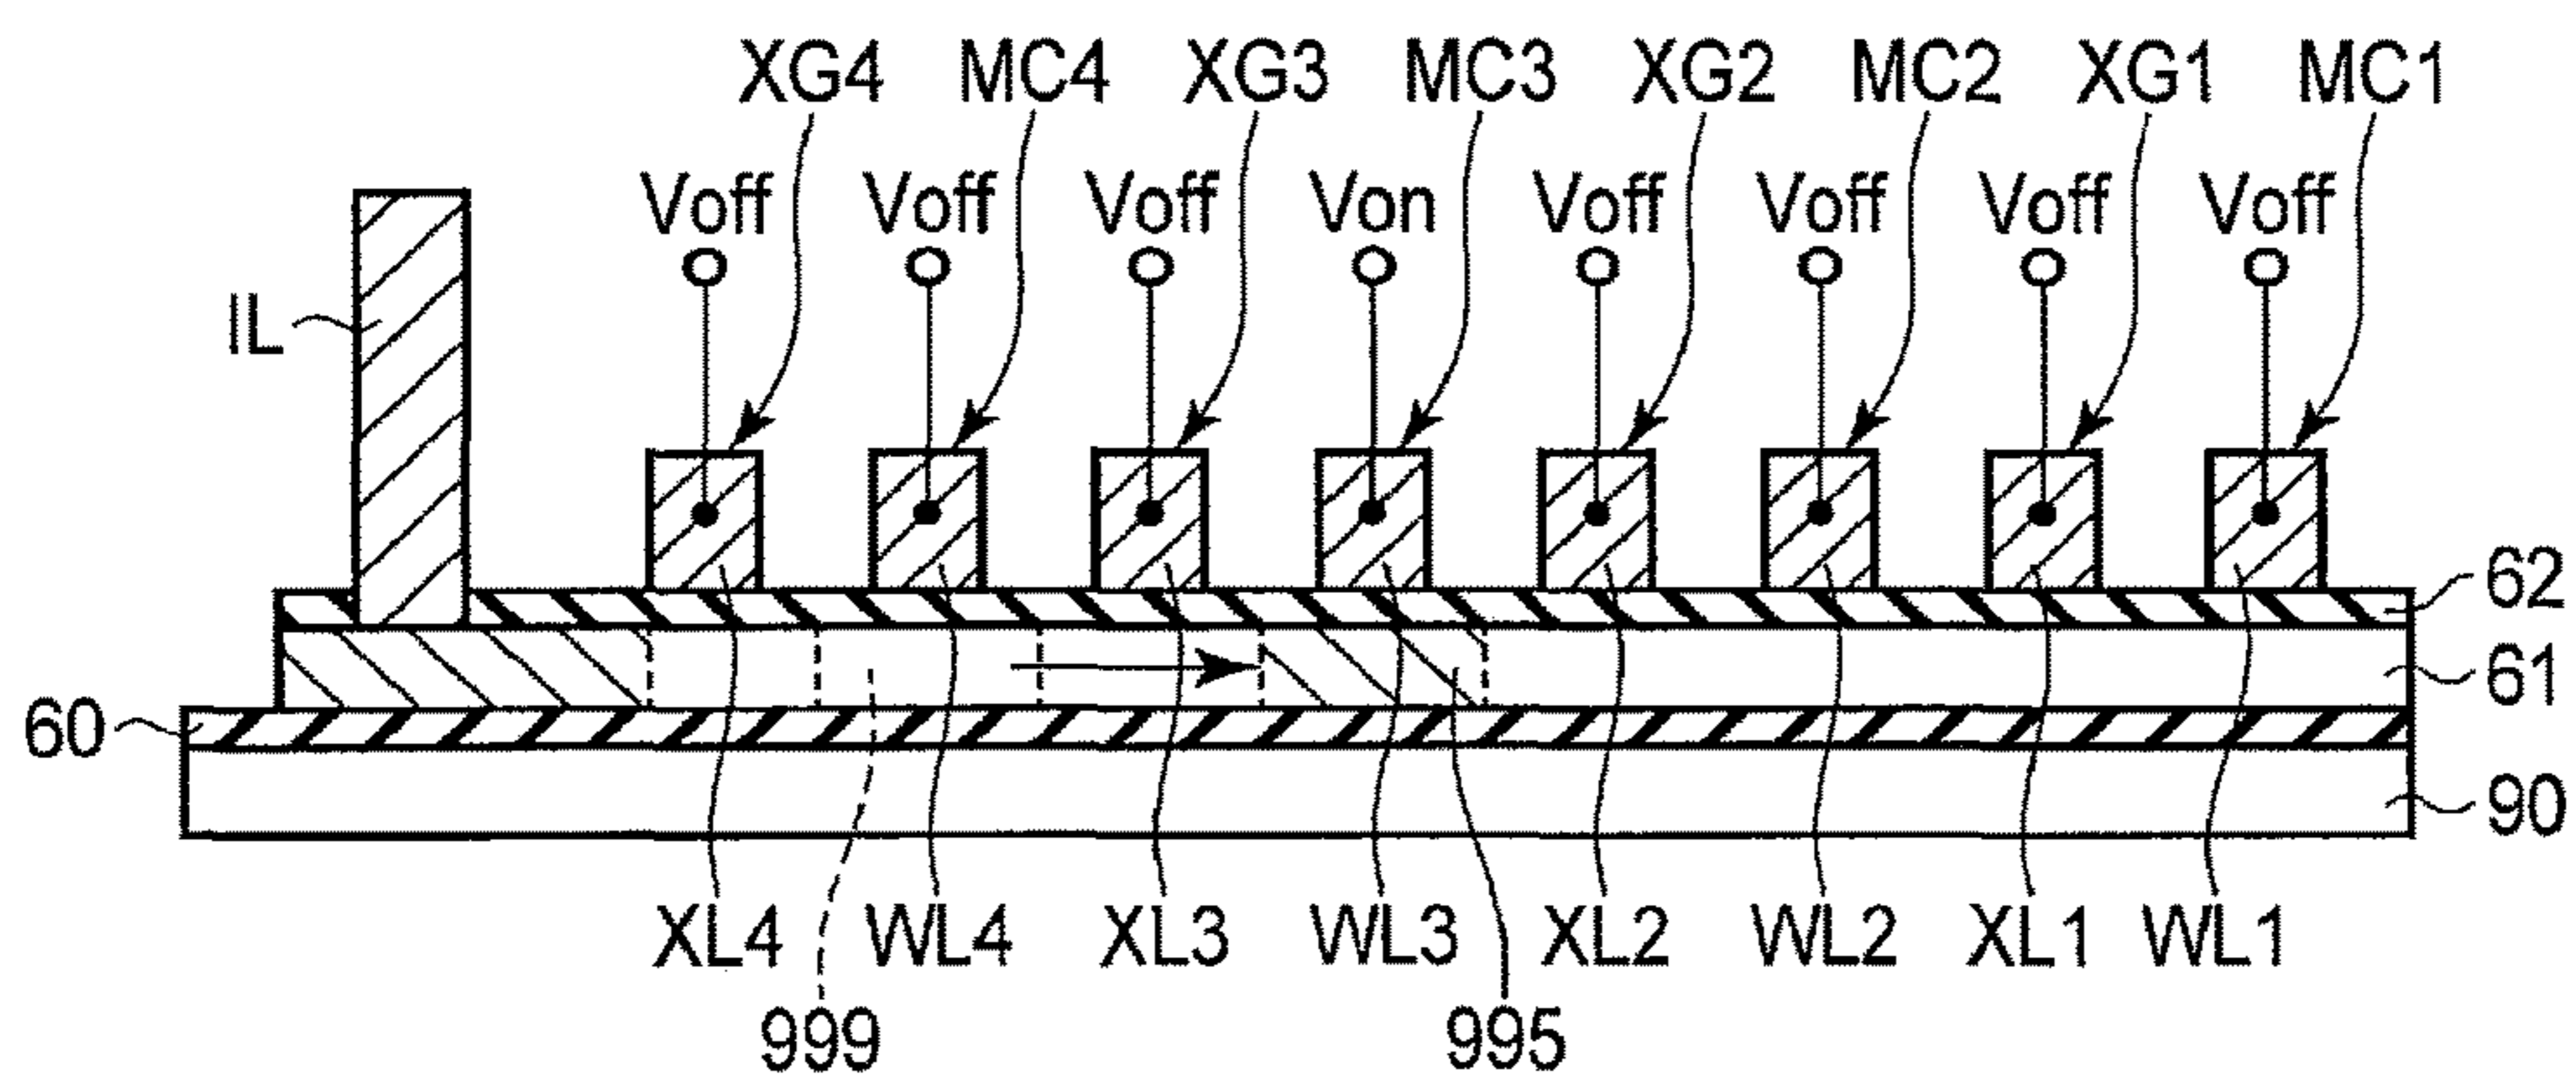 XG4 MC4 XG3 MC3 XG2 MC2 XG1 MC1
Voff Voff Voff Von Voff Voff Voff Voff
IL
62
61
60
90
XL4 WL4 XL3 WL3 XL2 WL2 XL1 WL1
999 995